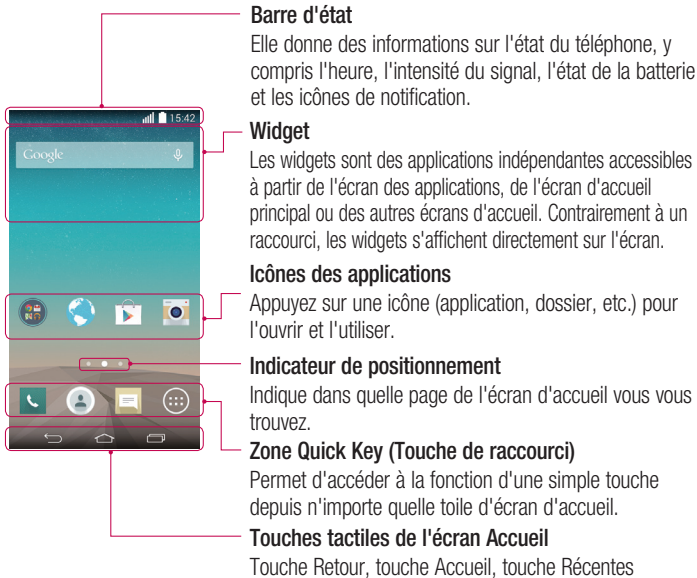 Barre d'état
Elle donne des informations sur l'état du téléphone, y
compris l'heure, l'intensité du signal, l'état de la batterie
et les icônes de notification.
15:42
Google
Widget
Les widgets sont des applications indépendantes accessibles
à partir de l'écran des applications, de l'écran d'accueil
principal ou des autres écrans d'accueil. Contrairement à un
raccourci, les widgets s'affichent directement sur l'écran.
Icônes des applications
Appuyez sur une icône (application, dossier, etc.) pour
l'ouvrir et l'utiliser.
Indicateur de positionnement
Indique dans quelle page de l'écran d'accueil vous vous
trouvez.
Zone Quick Key (Touche de raccourci)
Permet d'accéder à la fonction d'une simple touche
depuis n'importe quelle toile d'écran d'accueil.
Touches tactiles de l'écran Accueil
Touche Retour, touche Accueil, touche Récentes